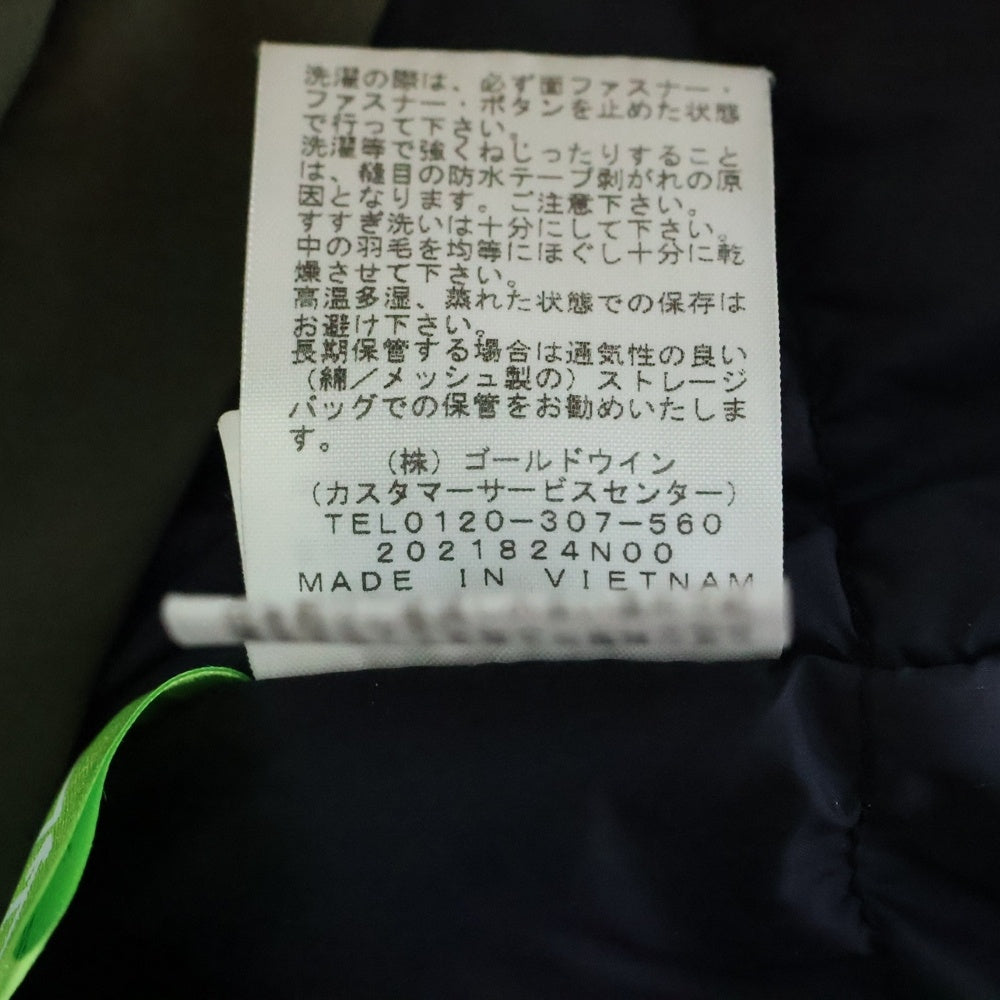 洗濯の際は、必ず面ファスナー・
ファスナー・ボタンを止めた状態
で行って下さい。
洗濯等で強くねじったりすること
は、縫目の防水テープ剥がれの原
因となります。ご注意下さい。
すすぎ洗いは十分にして下さい。
中の羽毛を均等にほぐし十分に乾
燥させて下さい。
高温多湿、蒸れた状態での保存は
お避け下さい。
長期保管する場合は通気性の良い
（綿／メッシュ製の）ストレージ
バッグでの保管をお勧めいたしま
す。
（株）ゴールドウイン
（カスタマーサービスセンター）
TEL0120-307-560
2021824N00
MADE IN VIETNAM